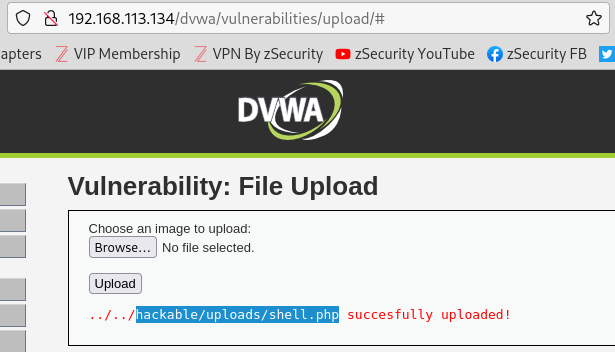 192.168.113.134/dvwa/vulnerabilities/upload/#
apters VIP Membership VPN By zSecurity zSecurity YouTube zSecurity FB
DVWA
Vulnerability: File Upload
Choose an image to upload:
Browse... No file selected.
Upload
../../hackable/uploads/shell.php succesfully uploaded!